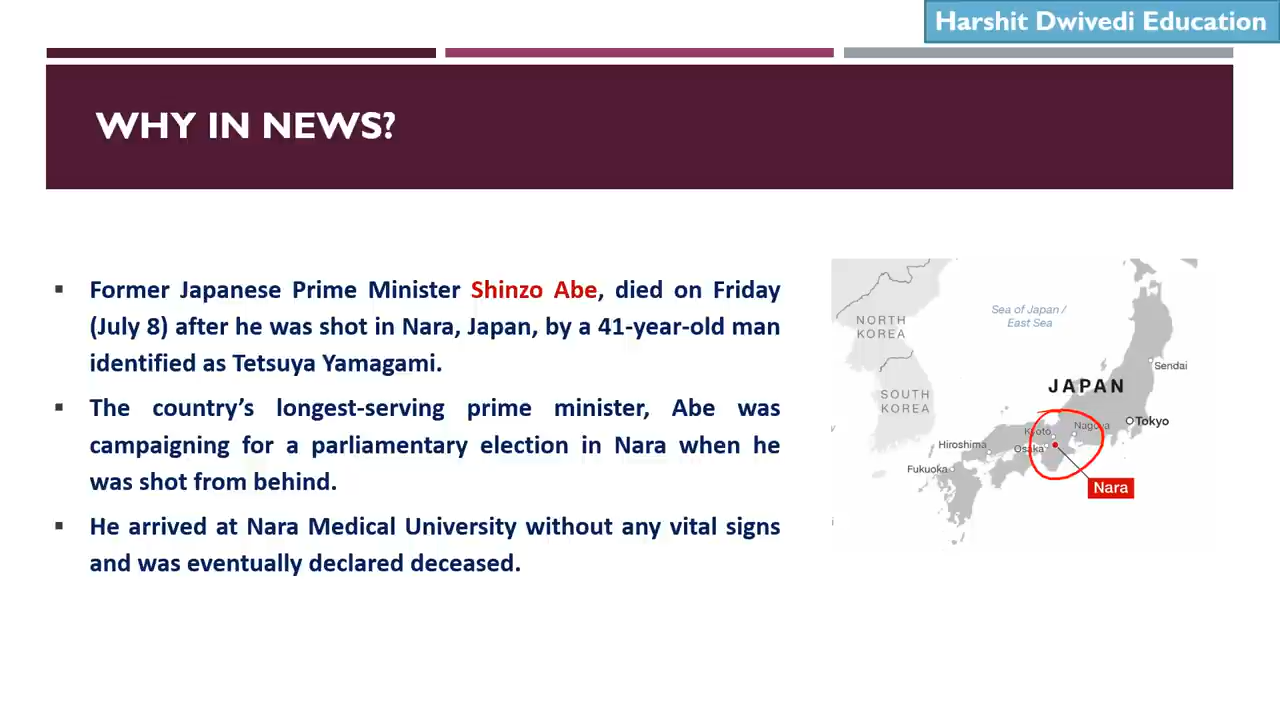 Harshit Dwivedi Education
WHY IN NEWS?
▪ Former Japanese Prime Minister Shinzo Abe, died on Friday
(July 8) after he was shot in Nara, Japan, by a 41-year-old man
identified as Tetsuya Yamagami.
▪ The country’s longest-serving prime minister, Abe was
campaigning for a parliamentary election in Nara when he
was shot from behind.
▪ He arrived at Nara Medical University without any vital signs
and was eventually declared deceased.
Sea of Japan /
East Sea
NORTH
KOREA
SOUTH
KOREA
Sendai
JAPAN
Tokyo
Nagoya
Kyoto
Osaka
Hiroshima
Fukuoka
Nara